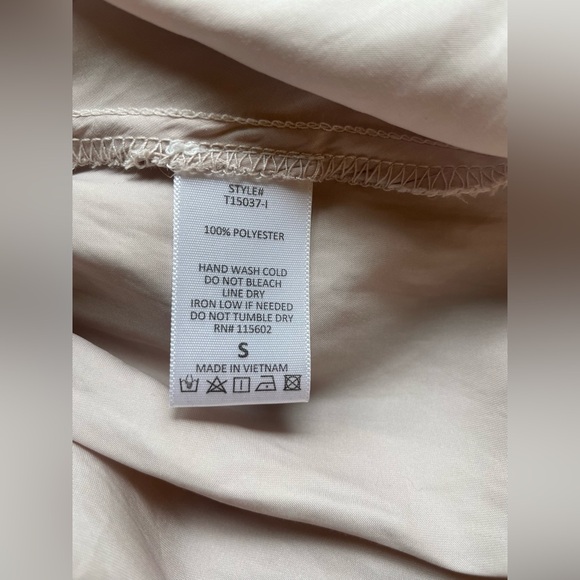 STYLE#
T15037-I
100% POLYESTER
HAND WASH COLD
DO NOT BLEACH
LINE DRY
IRON LOW IF NEEDED
DO NOT TUMBLE DRY
RN# 115602
S
MADE IN VIETNAM